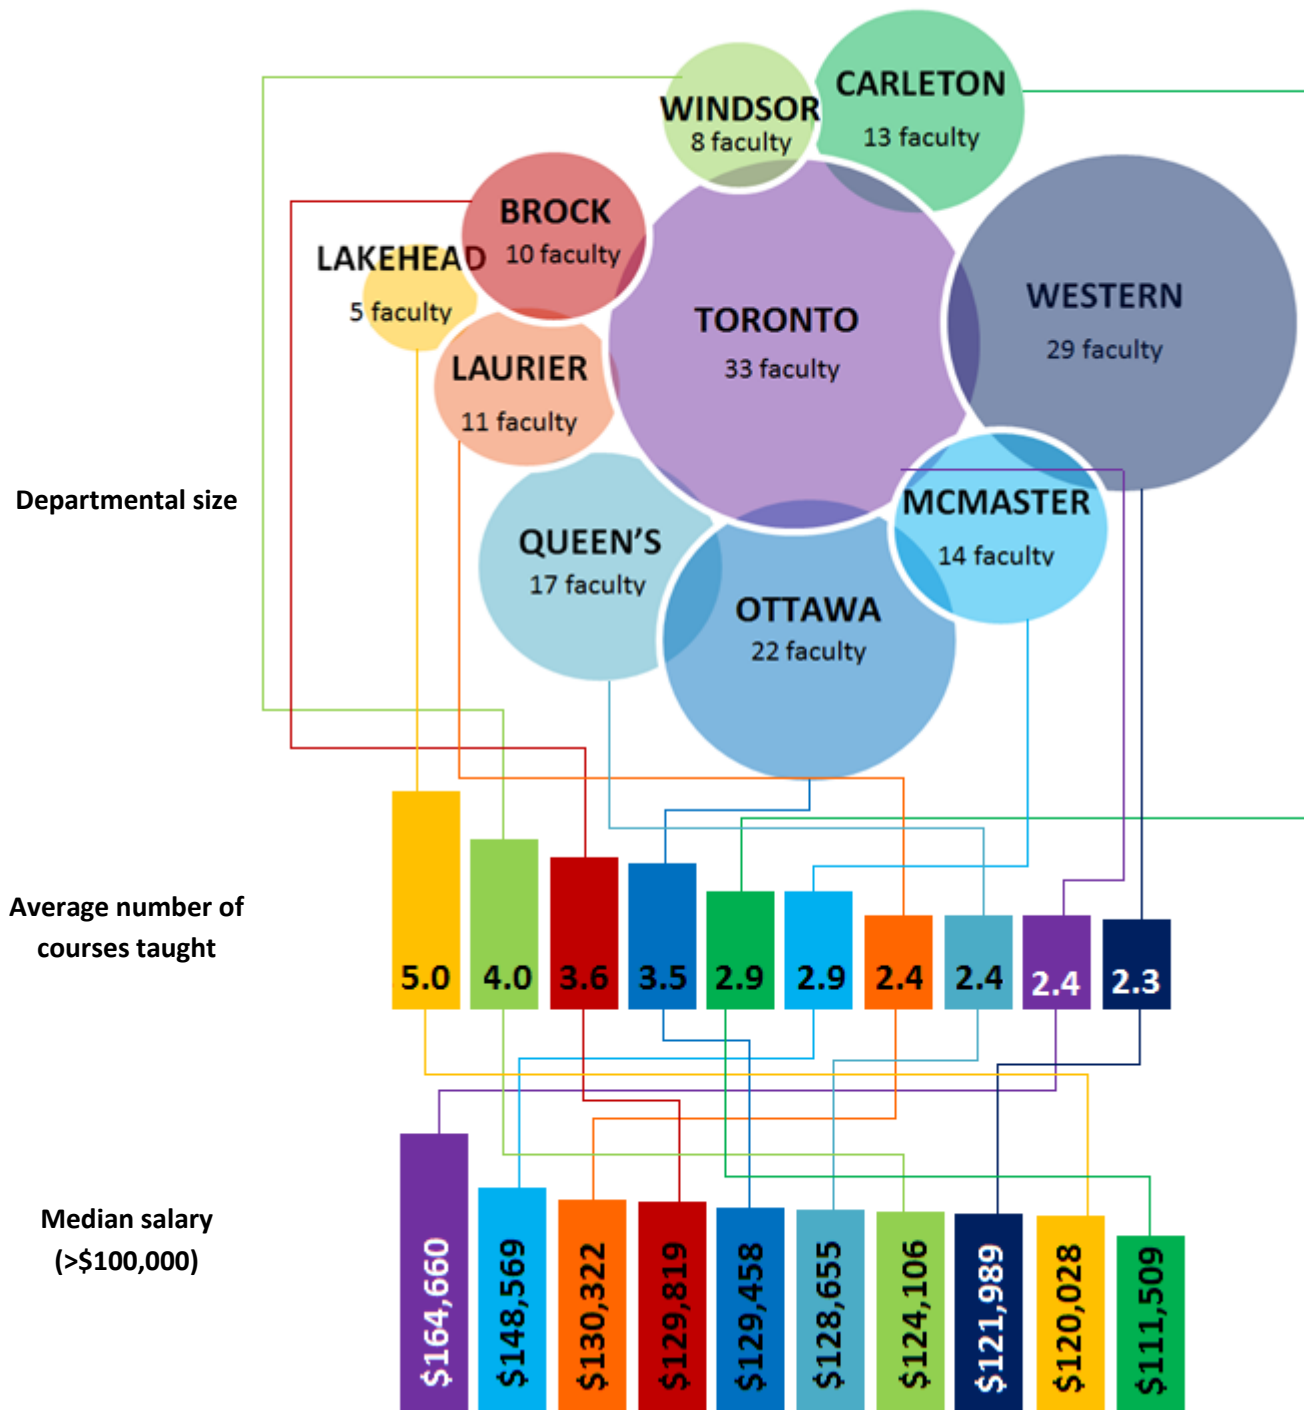 CARLETON
13 faculty
WINDSOR
8 faculty
BROCK
10 faculty
LAKEHEAD
5 faculty
WESTERN
29 faculty
TORONTO
33 faculty
LAURIER
11 faculty
Departmental size
MCMASTER
14 faculty
QUEEN'S
17 faculty
OTTAWA
22 faculty
Average number of
courses taught
5.0
4.0
3.6
3.5
2.9
2.9
2.4
2.4
2.4
2.3
Median salary
(>$100,000)
$164,660
$148,569
$130,322
$129,819
$129,458
$128,655
$124,106
$121,989
$120,028
$111,509